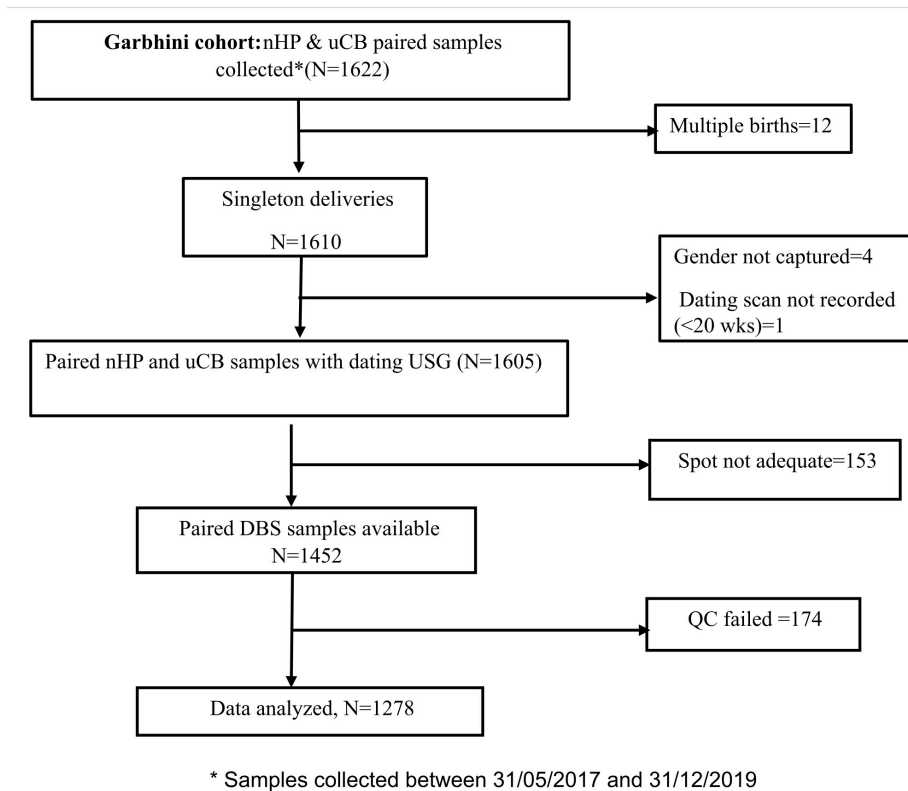 Garbhini cohort:nHP & uCB paired samples
collected*(N=1622)
Multiple births=12
Singleton deliveries
N=1610
Gender not captured=4
Dating scan not recorded
(<20 wks)=1
Paired nHP and uCB samples with dating USG (N=1605)
Spot not adequate=153
Paired DBS samples available
N=1452
QC failed =174
Data analyzed, N=1278
* Samples collected between 31/05/2017 and 31/12/2019